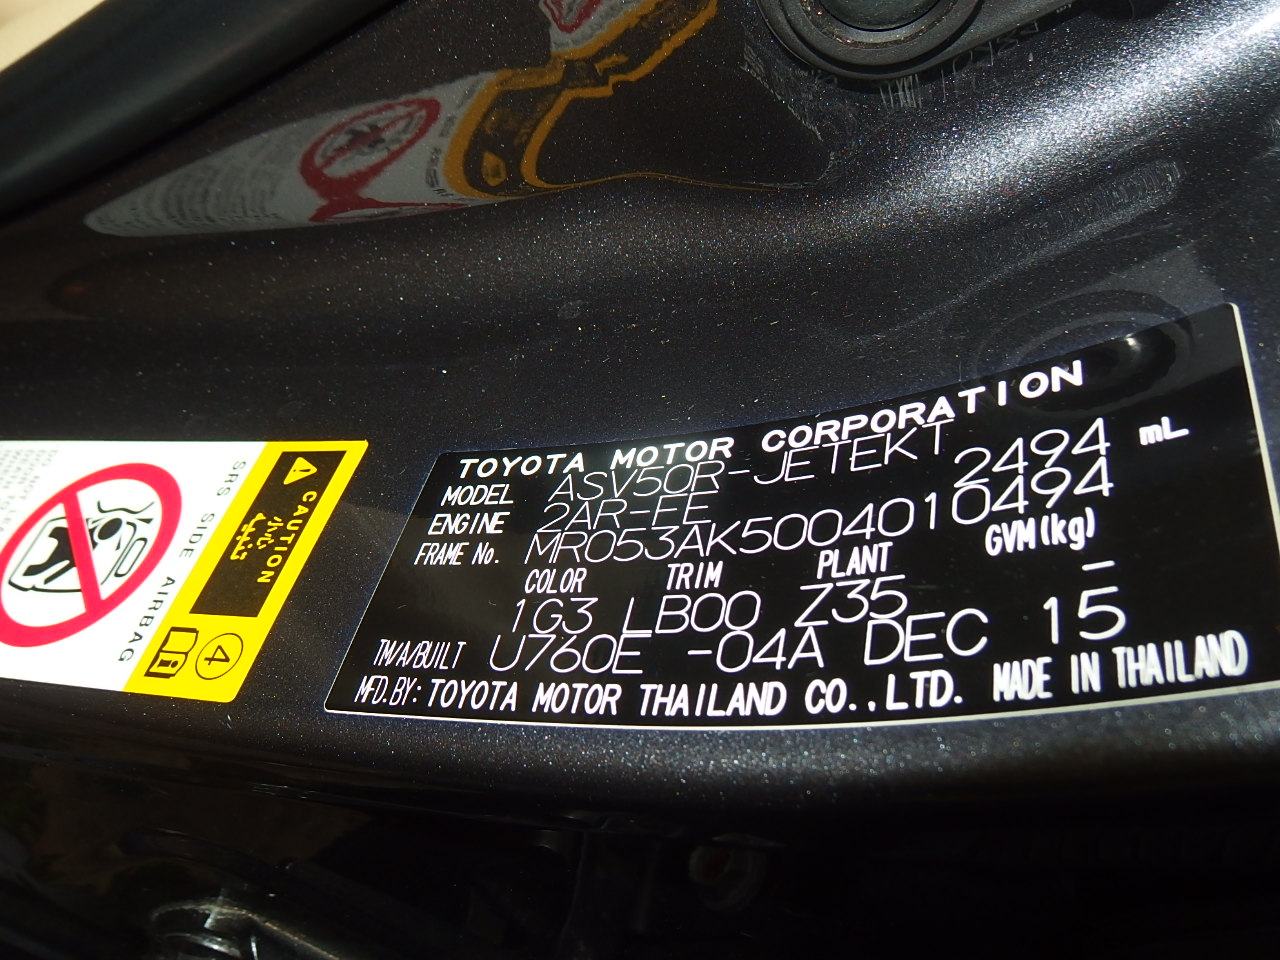 TOYOTA MOTOR CORPORATION
MODEL ASV50R-JETEKT
ENGINE 2AR-FE 2494 mL
FRAME No. MR053AK5004010494
COLOR TRIM PLANT GVM(kg)
1G3 LB00 Z35 –
TM/A/BUILT U760E -04A DEC 15
MFD.BY: TOYOTA MOTOR THAILAND CO.,LTD. MADE IN THAILAND
CAUTION
SRS SIDE AIRBAG
4